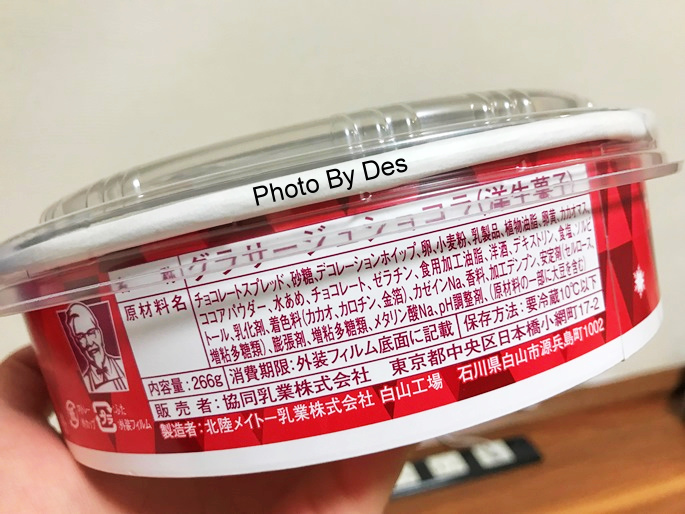 Photo By Des
グラサージュショコラ(洋生菓子)
原材料名
チョコレートスプレッド、砂糖、デコレーションホイップ、卵、小麦粉、乳製品、植物油脂、卵黄、カカオマス、
ココアパウダー、水あめ、チョコレート、ゼラチン、食用加工油脂、洋酒、デキストリン、食塩、ソルビ
トール、乳化剤、着色料(カカオ、カロチン、金箔)、カゼインNa、香料、加工デンプン、安定剤(セルロース、
増粘多糖類)、膨張剤、増粘多糖類、メタリン酸Na、pH調整剤、(原材料の一部に大豆を含む)
内容量:266g 消費期限:外装フィルム底面に記載 保存方法:要冷蔵10℃以下
販売者:協同乳業株式会社 東京都中央区日本橋小網町17-2
製造者:北陸メイトー乳業株式会社 白山工場 石川県白山市源兵島町1002
外装フィルム